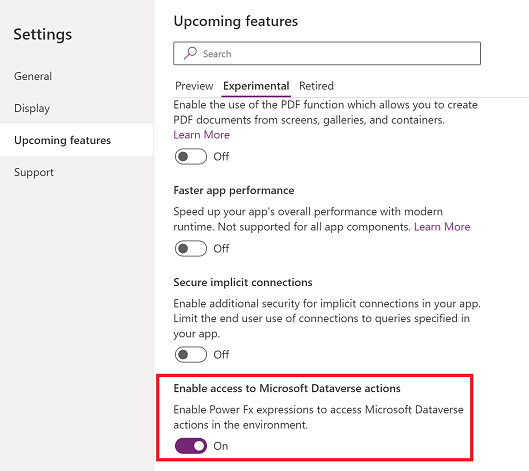 Settings
General
Display
Upcoming features
Support
Upcoming features
Search
Preview Experimental Retired
Enable the use of the PDF function which allows you to create
PDF documents from screens, galleries, and containers.
Learn More
Off
Faster app performance
Speed up your app's overall performance with modern
runtime. Not supported for all app components. Learn More
Off
Secure implicit connections
Enable additional security for implicit connections in your app.
Limit the end user use of connections to queries specified in
your app.
Off
Enable access to Microsoft Dataverse actions
Enable Power Fx expressions to access Microsoft Dataverse
actions in the environment.
On